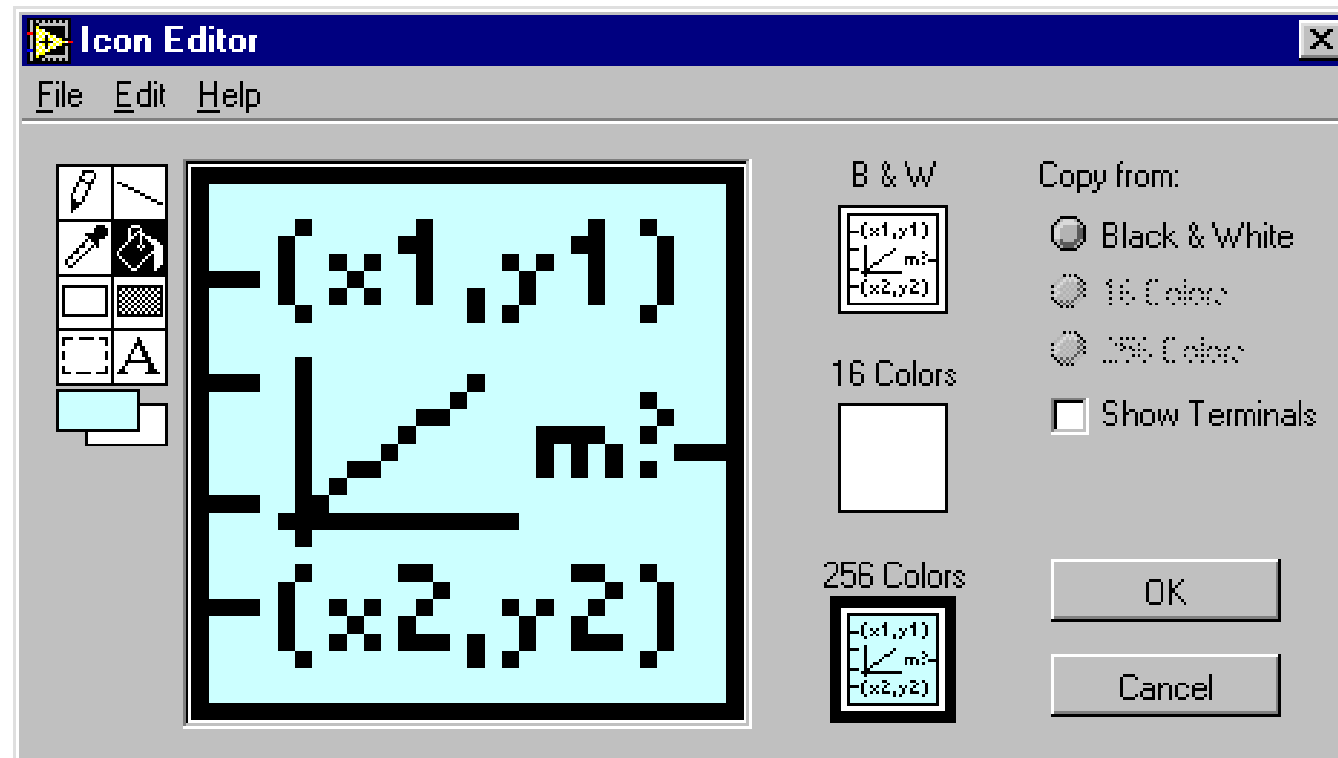 Icon Editor
File Edit Help
B & W
Copy from:
(x1,y1)
(x1,y1)
Black & White
m?
m?
(x2,y2)
16 Colors
256 Colors
16 Colors
Show Terminals
m?
A
(x2,y2)
256 Colors
OK
(x1,y1)
m?
(x2,y2)
Cancel